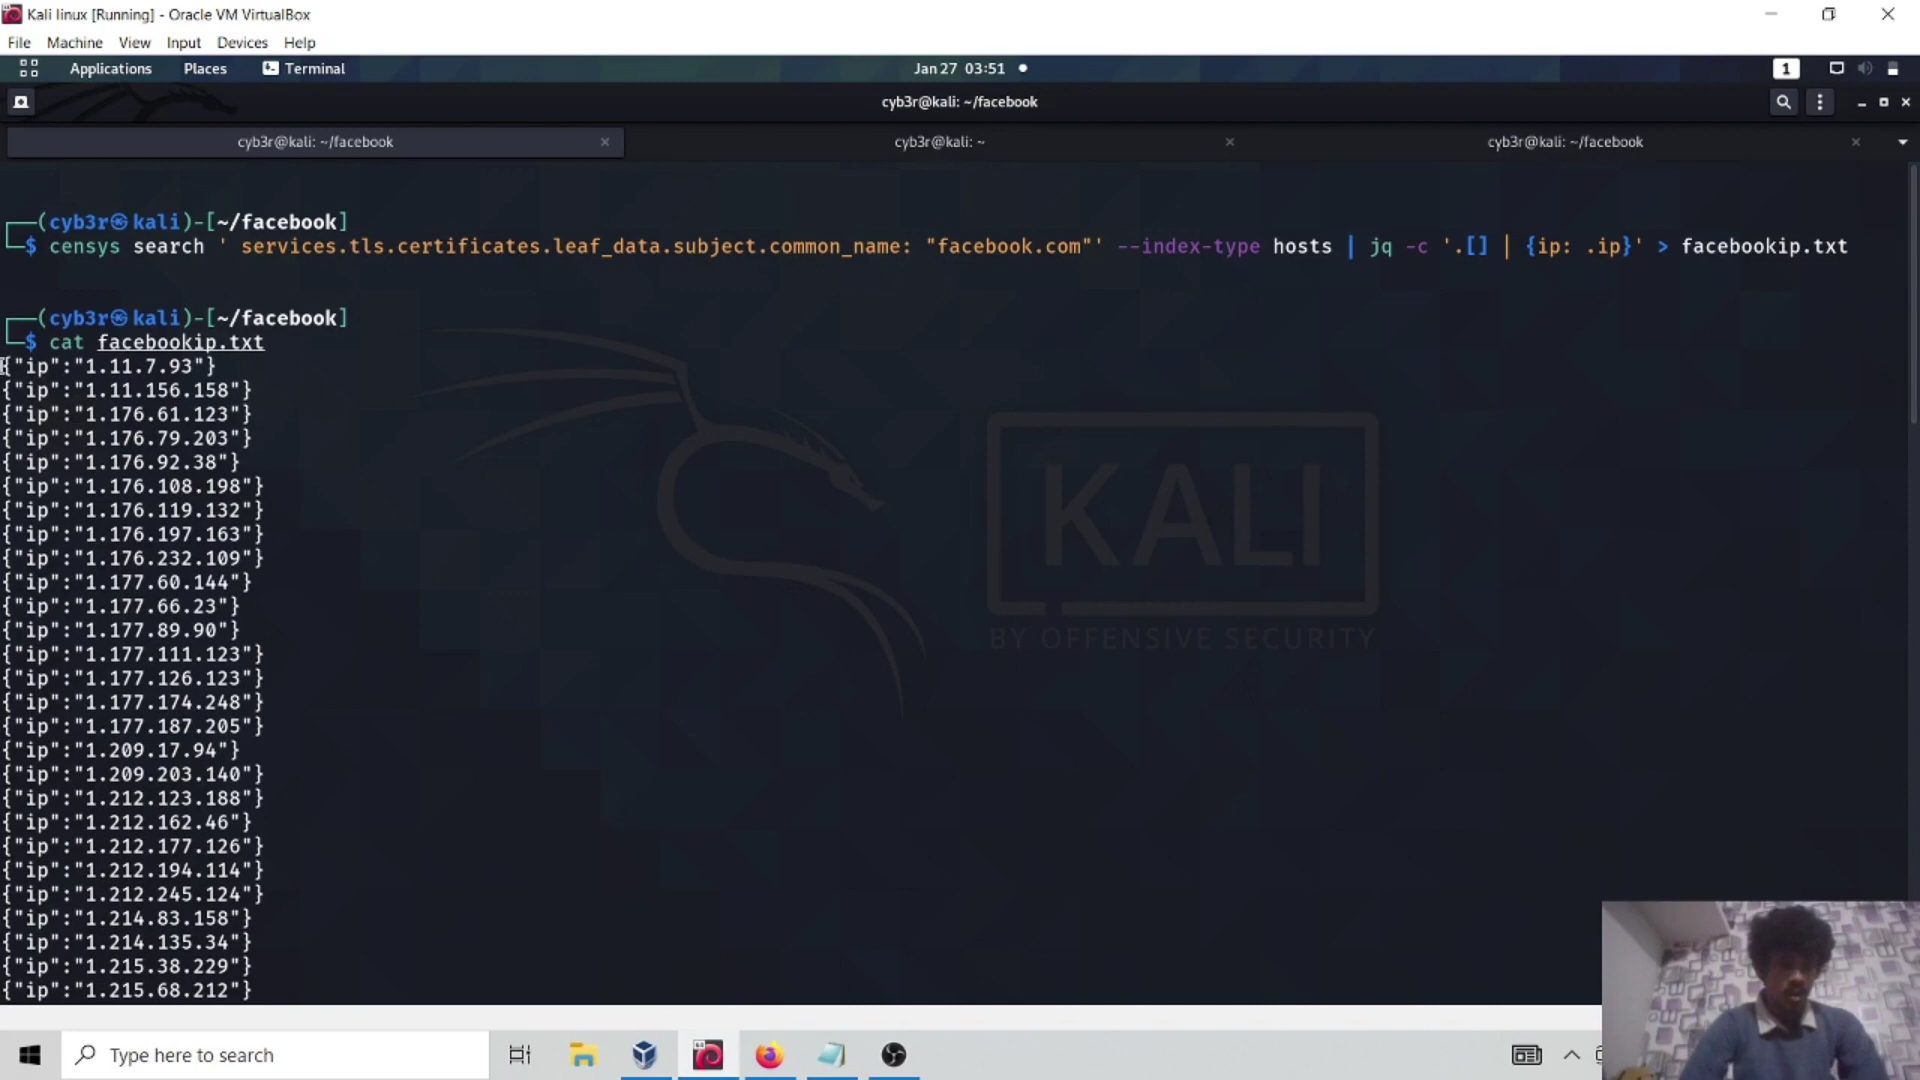 Kali linux [Running] - Oracle VM VirtualBox
File Machine View Input Devices Help
Applications Places Terminal Jan 27 03:51 1
cyb3r@kali: ~/facebook
cyb3r@kali: ~/facebook cyb3r@kali: ~ cyb3r@kali: ~/facebook
(cyb3r㉿kali)-[~/facebook]
$ censys search ' services.tls.certificates.leaf_data.subject.common_name: "facebook.com"' --index-type hosts | jq -c '.[] | {ip: .ip}' > facebookip.txt
(cyb3r㉿kali)-[~/facebook]
$ cat facebookip.txt
{"ip":"1.11.7.93"}
{"ip":"1.11.156.158"}
{"ip":"1.176.61.123"}
{"ip":"1.176.79.203"}
{"ip":"1.176.92.38"}
{"ip":"1.176.108.198"}
{"ip":"1.176.119.132"}
{"ip":"1.176.197.163"}
{"ip":"1.176.232.109"}
{"ip":"1.177.60.144"}
{"ip":"1.177.66.23"}
{"ip":"1.177.89.90"}
{"ip":"1.177.111.123"}
{"ip":"1.177.126.123"}
{"ip":"1.177.174.248"}
{"ip":"1.177.187.205"}
{"ip":"1.209.17.94"}
{"ip":"1.209.203.140"}
{"ip":"1.212.123.188"}
{"ip":"1.212.162.46"}
{"ip":"1.212.177.126"}
{"ip":"1.212.194.114"}
{"ip":"1.212.245.124"}
{"ip":"1.214.83.158"}
{"ip":"1.214.135.34"}
{"ip":"1.215.38.229"}
{"ip":"1.215.68.212"}
KALI
BY OFFENSIVE SECURITY
Type here to search